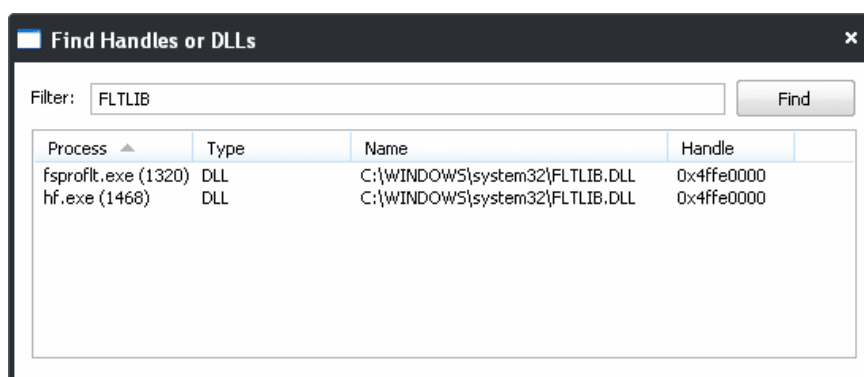 Find Handles or DLLs
Filter: FLTLIB Find
Process Type Name Handle
fsproflt.exe (1320) DLL C:\WINDOWS\system32\FLTLIB.DLL 0x4ffe0000
hf.exe (1468) DLL C:\WINDOWS\system32\FLTLIB.DLL 0x4ffe0000